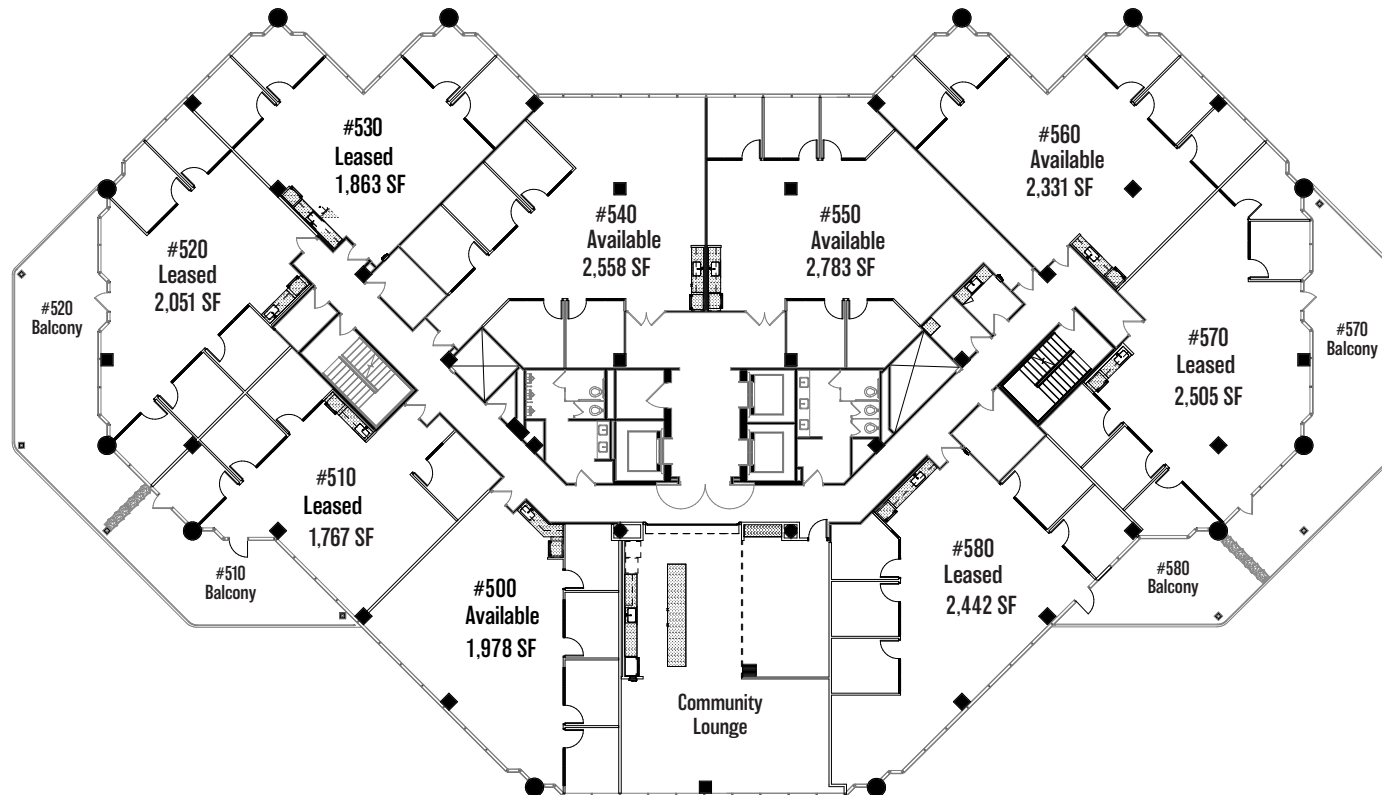 #530
Leased
1,863 SF
#560
Available
2,331 SF
#540
Available
2,558 SF
#550
Available
2,783 SF
#520
Leased
2,051 SF
#520
Balcony
#570
Leased
2,505 SF
#570
Balcony
#510
Leased
1,767 SF
#510
Balcony
#500
Available
1,978 SF
#580
Leased
2,442 SF
#580
Balcony
Community
Lounge